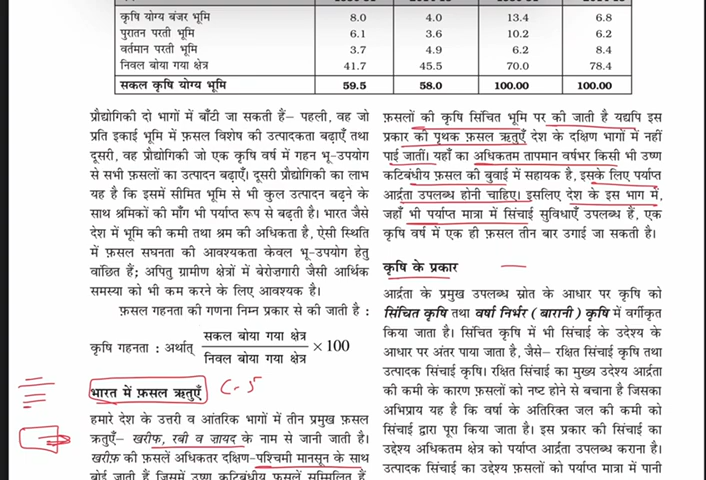 कृषि योग्य बंजर भूमि 8.0 4.0 13.4 6.8
पुरातन परती भूमि 6.1 3.6 10.2 6.2
वर्तमान परती भूमि 3.7 4.9 6.2 8.4
निवल बोया गया क्षेत्र 41.7 45.5 70.0 78.4
सकल कृषि योग्य भूमि 59.5 58.0 100.00 100.00
प्रौद्योगिकी दो भागों में बाँटी जा सकती हैं– पहली, वह जो
प्रति इकाई भूमि में फ़सल विशेष की उत्पादकता बढ़ाएँ तथा
दूसरी, वह प्रौद्योगिकी जो एक कृषि वर्ष में गहन भू-उपयोग
से सभी फ़सलों का उत्पादन बढ़ाएँ। दूसरी प्रौद्योगिकी का लाभ
यह है कि इसमें सीमित भूमि से भी कुल उत्पादन बढ़ने के
साथ श्रमिकों की माँग भी पर्याप्त रूप से बढ़ती है। भारत जैसे
देश में भूमि की कमी तथा श्रम की अधिकता है, ऐसी स्थिति
में फ़सल सघनता की आवश्यकता केवल भू-उपयोग हेतु
वांछित हैं; अपितु ग्रामीण क्षेत्रों में बेरोज़गारी जैसी आर्थिक
समस्या को भी कम करने के लिए आवश्यक है।
फ़सल गहनता की गणना निम्न प्रकार से की जाती है :
कृषि गहनता : अर्थात् सकल बोया गया क्षेत्र / निवल बोया गया क्षेत्र × 100
भारत में फ़सल ऋतुएँ C-5
हमारे देश के उत्तरी व आंतरिक भागों में तीन प्रमुख फ़सल
ऋतुएँ– खरीफ़, रबी व ज़ायद के नाम से जानी जाती है।
खरीफ़ की फ़सलें अधिकतर दक्षिण-पश्चिमी मानसून के साथ
बोई जाती हैं जिसमें उष्ण कटिबंधीय फ़सलें सम्मिलित हैं,
फ़सलों की कृषि सिंचित भूमि पर की जाती है यद्यपि इस
प्रकार की पृथक फ़सल ऋतुएँ देश के दक्षिण भागों में नहीं
पाई जातीं। यहाँ का अधिकतम तापमान वर्षभर किसी भी उष्ण
कटिबंधीय फ़सल की बुवाई में सहायक है, इसके लिए पर्याप्त
आर्द्रता उपलब्ध होनी चाहिए। इसलिए देश के इस भाग में,
जहाँ भी पर्याप्त मात्रा में सिंचाई सुविधाएँ उपलब्ध हैं, एक
कृषि वर्ष में एक ही फ़सल तीन बार उगाई जा सकती है।
कृषि के प्रकार
आर्द्रता के प्रमुख उपलब्ध स्रोत के आधार पर कृषि को
सिंचित कृषि तथा वर्षा निर्भर (बारानी) कृषि में वर्गीकृत
किया जाता है। सिंचित कृषि में भी सिंचाई के उदेश्य के
आधार पर अंतर पाया जाता है, जैसे– रक्षित सिंचाई कृषि तथा
उत्पादक सिंचाई कृषि। रक्षित सिंचाई का मुख्य उदेश्य आर्द्रता
की कमी के कारण फ़सलों को नष्ट होने से बचाना है जिसका
अभिप्राय यह है कि वर्षा के अतिरिक्त जल की कमी को
सिंचाई द्वारा पूरा किया जाता है। इस प्रकार की सिंचाई का
उद्देश्य अधिकतम क्षेत्र को पर्याप्त आर्द्रता उपलब्ध कराना है।
उत्पादक सिंचाई का उद्देश्य फ़सलों को पर्याप्त मात्रा में पानी